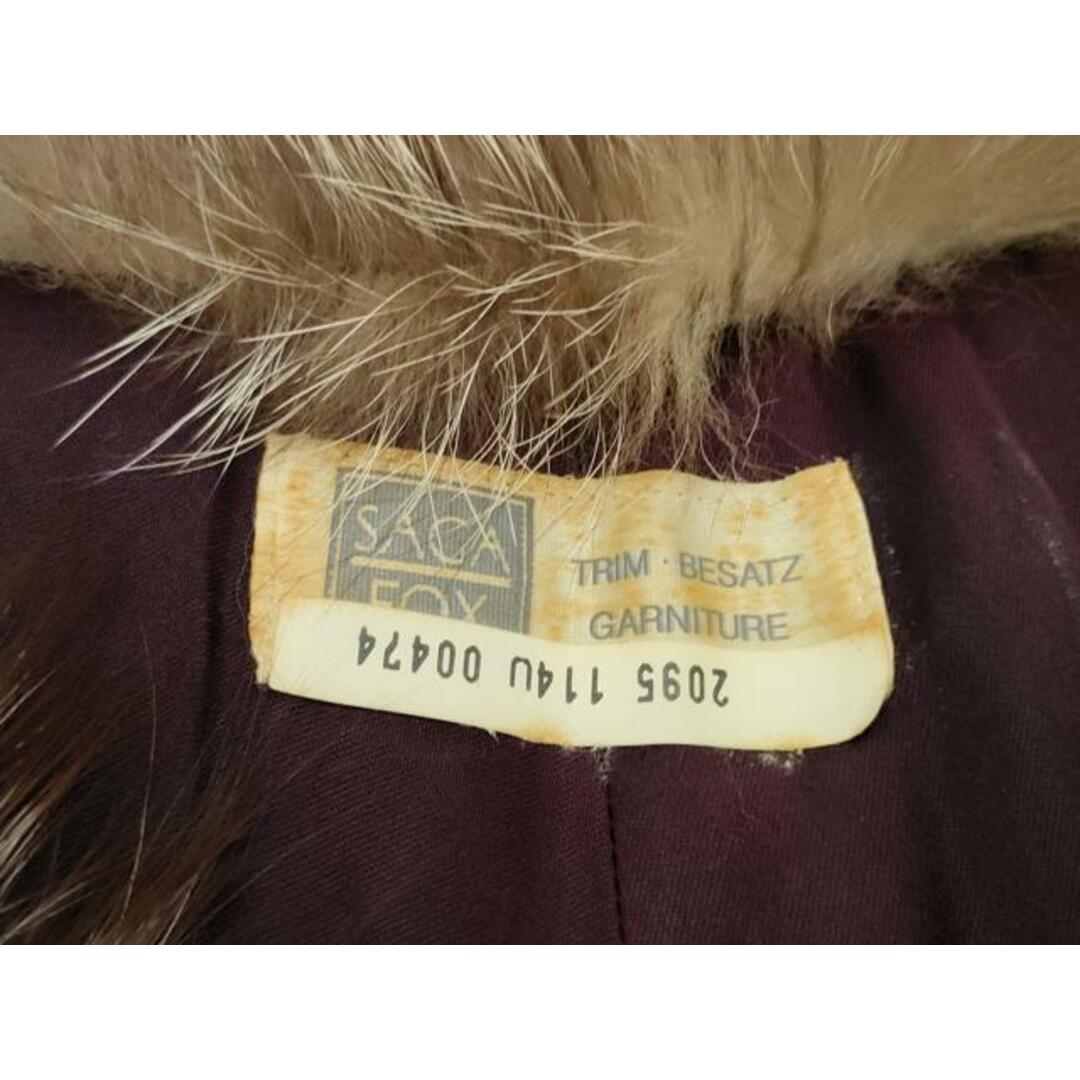 SAGA
FOX
TRIM · BESATZ
GARNITURE
2095 114U 00474